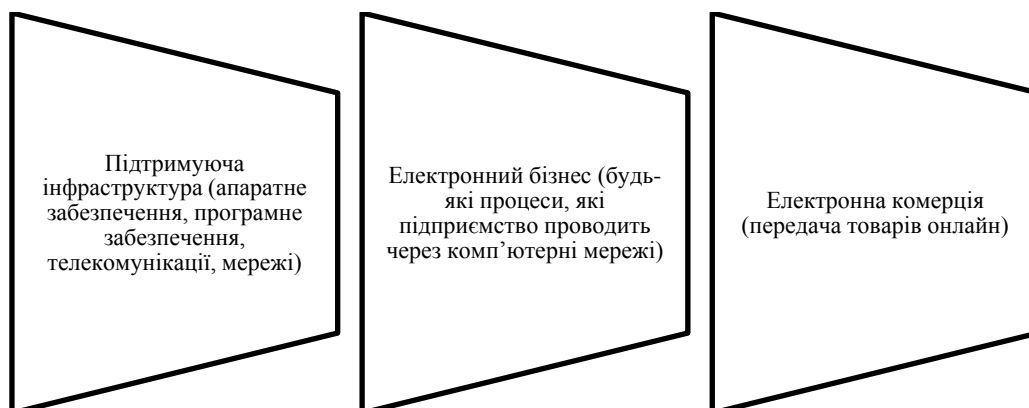 Підтримуюча
інфраструктура (апаратне
забезпечення, програмне
забезпечення,
телекомунікації, мережі)
Електронний бізнес (будь-
які процеси, які
підприємство проводить
через комп’ютерні мережі)
Електронна комерція
(передача товарів онлайн)